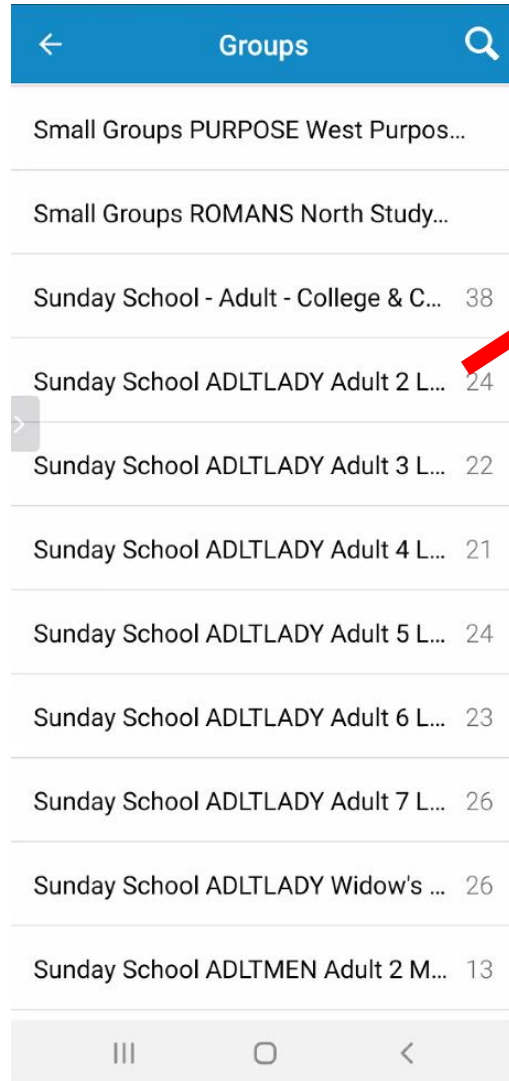 Groups
Small Groups PURPOSE West Purpos...
Small Groups ROMANS North Study...
Sunday School - Adult - College & C... 38
Sunday School ADLTLADY Adult 2 L... 24
Sunday School ADLTLADY Adult 3 L... 22
Sunday School ADLTLADY Adult 4 L... 21
Sunday School ADLTLADY Adult 5 L... 24
Sunday School ADLTLADY Adult 6 L... 23
Sunday School ADLTLADY Adult 7 L... 26
Sunday School ADLTLADY Widow's ... 26
Sunday School ADLTMEN Adult 2 M... 13